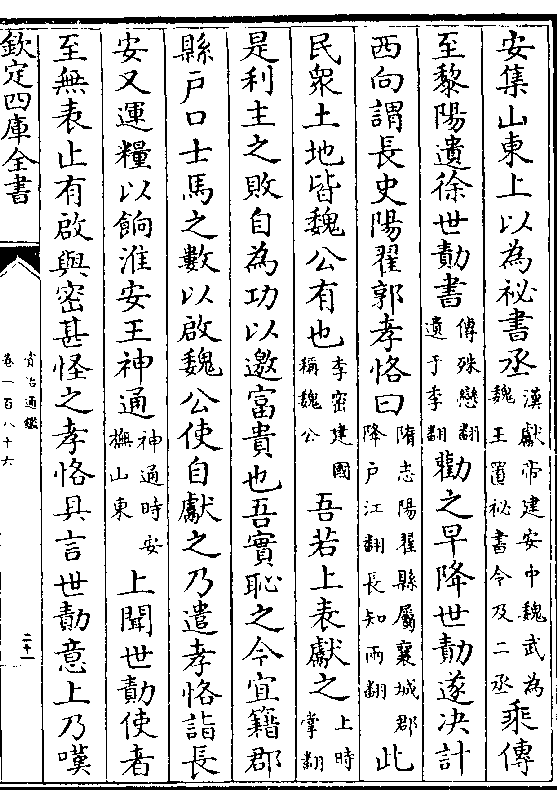 安集山東上以為祕書丞漢獻帝建安中魏武為魏王置祕書令及二丞乘傳
至黎陽遺徐世勣書傳殊戀翻遺于季翻勸之早降世勣遂決計
西向謂長史陽翟郭孝恪曰隋志陽翟縣屬襄城郡降户江翻長知兩翻此
民衆土地皆魏公有也李密建國稱魏公吾若上表獻之上時掌翻
是利主之敗自為功以邀富貴也吾實恥之今宜籍郡
縣户口士馬之數以啟魏公使自獻之乃遣孝恪詣長
安又運糧以餉淮安王神通神通時安撫山東上聞世勣使者
至無表止有啟與密甚怪之孝恪具言世勣意上乃嘆
欽定四庫全書
資治通鑑
卷一百八十六
二十一